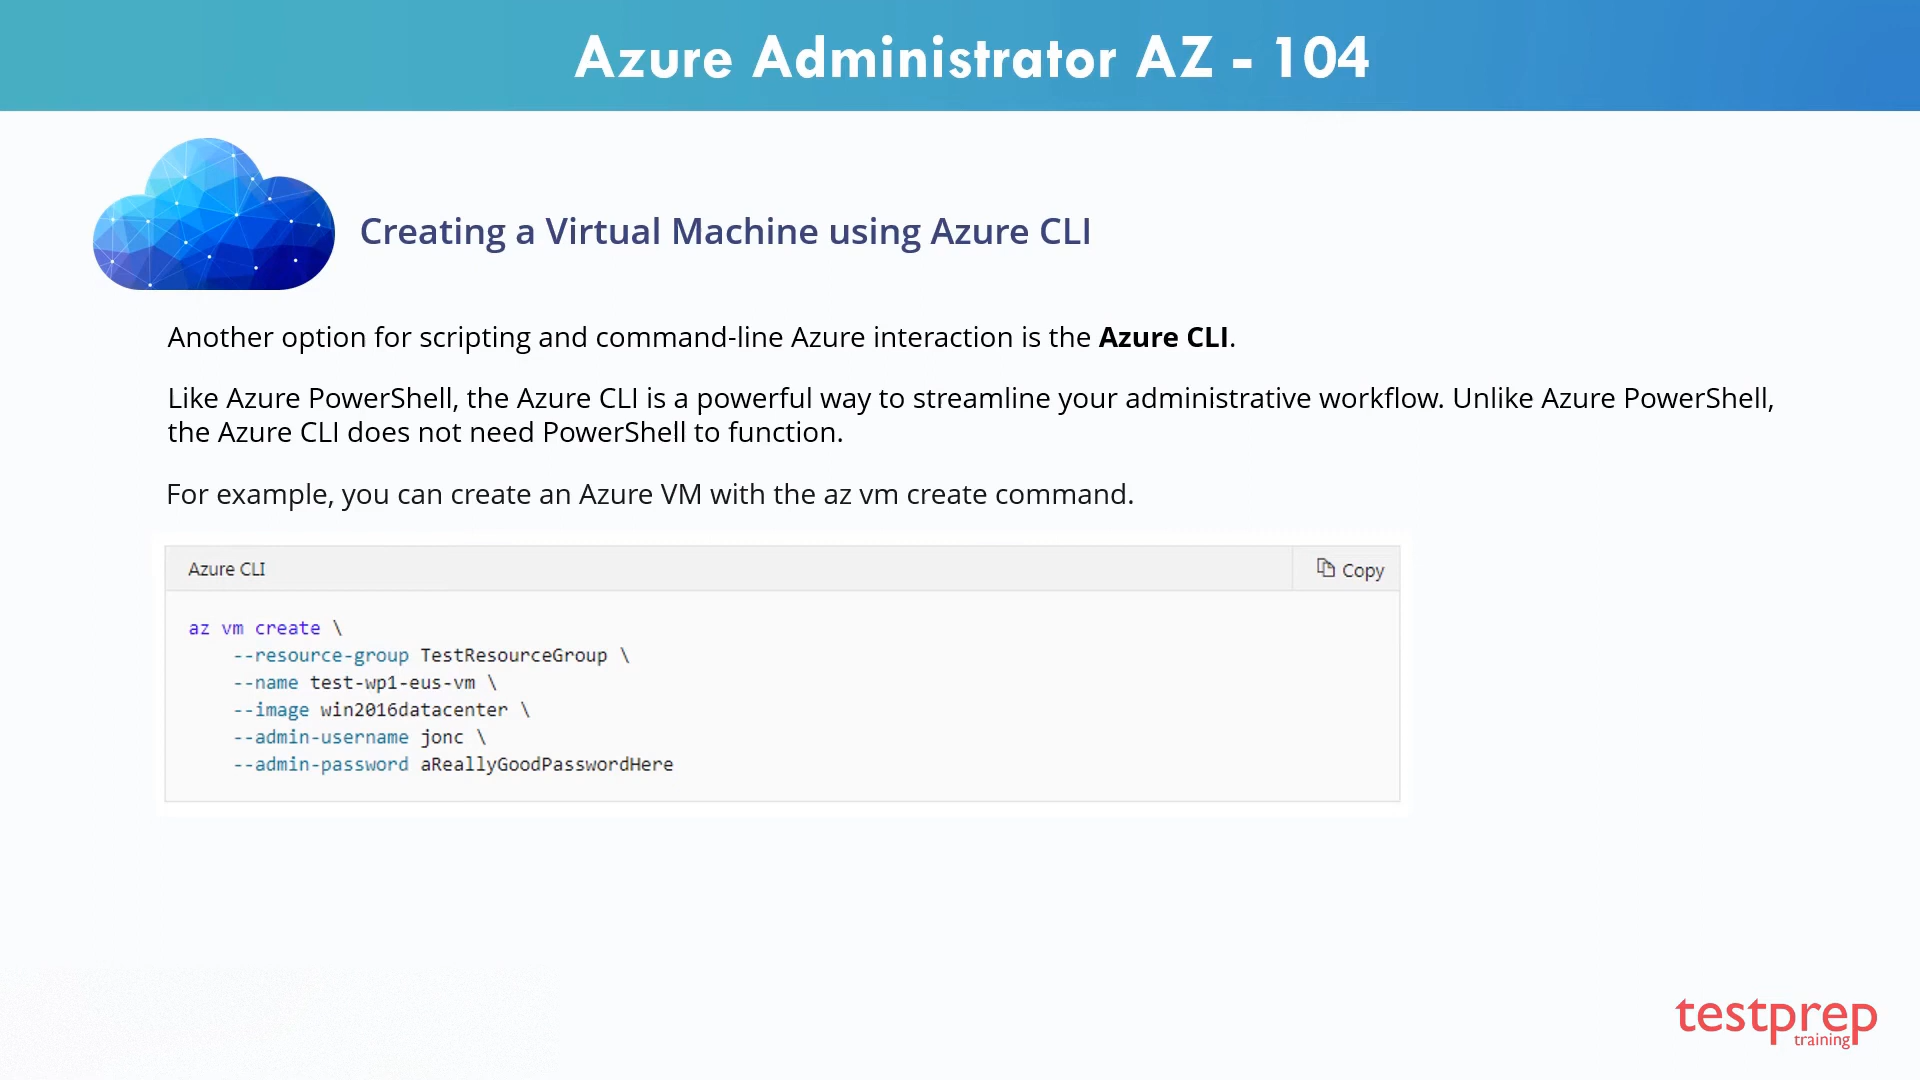 Azure Administrator AZ - 104
Creating a Virtual Machine using Azure CLI
Another option for scripting and command-line Azure interaction is the Azure CLI.
Like Azure PowerShell, the Azure CLI is a powerful way to streamline your administrative workflow. Unlike Azure PowerShell,
the Azure CLI does not need PowerShell to function.
For example, you can create an Azure VM with the az vm create command.
Azure CLI
Copy
az vm create \
--resource-group TestResourceGroup \
--name test-wp1-eus-vm \
--image win2016datacenter \
--admin-username jonc \
--admin-password aReallyGoodPasswordHere
testprep
training